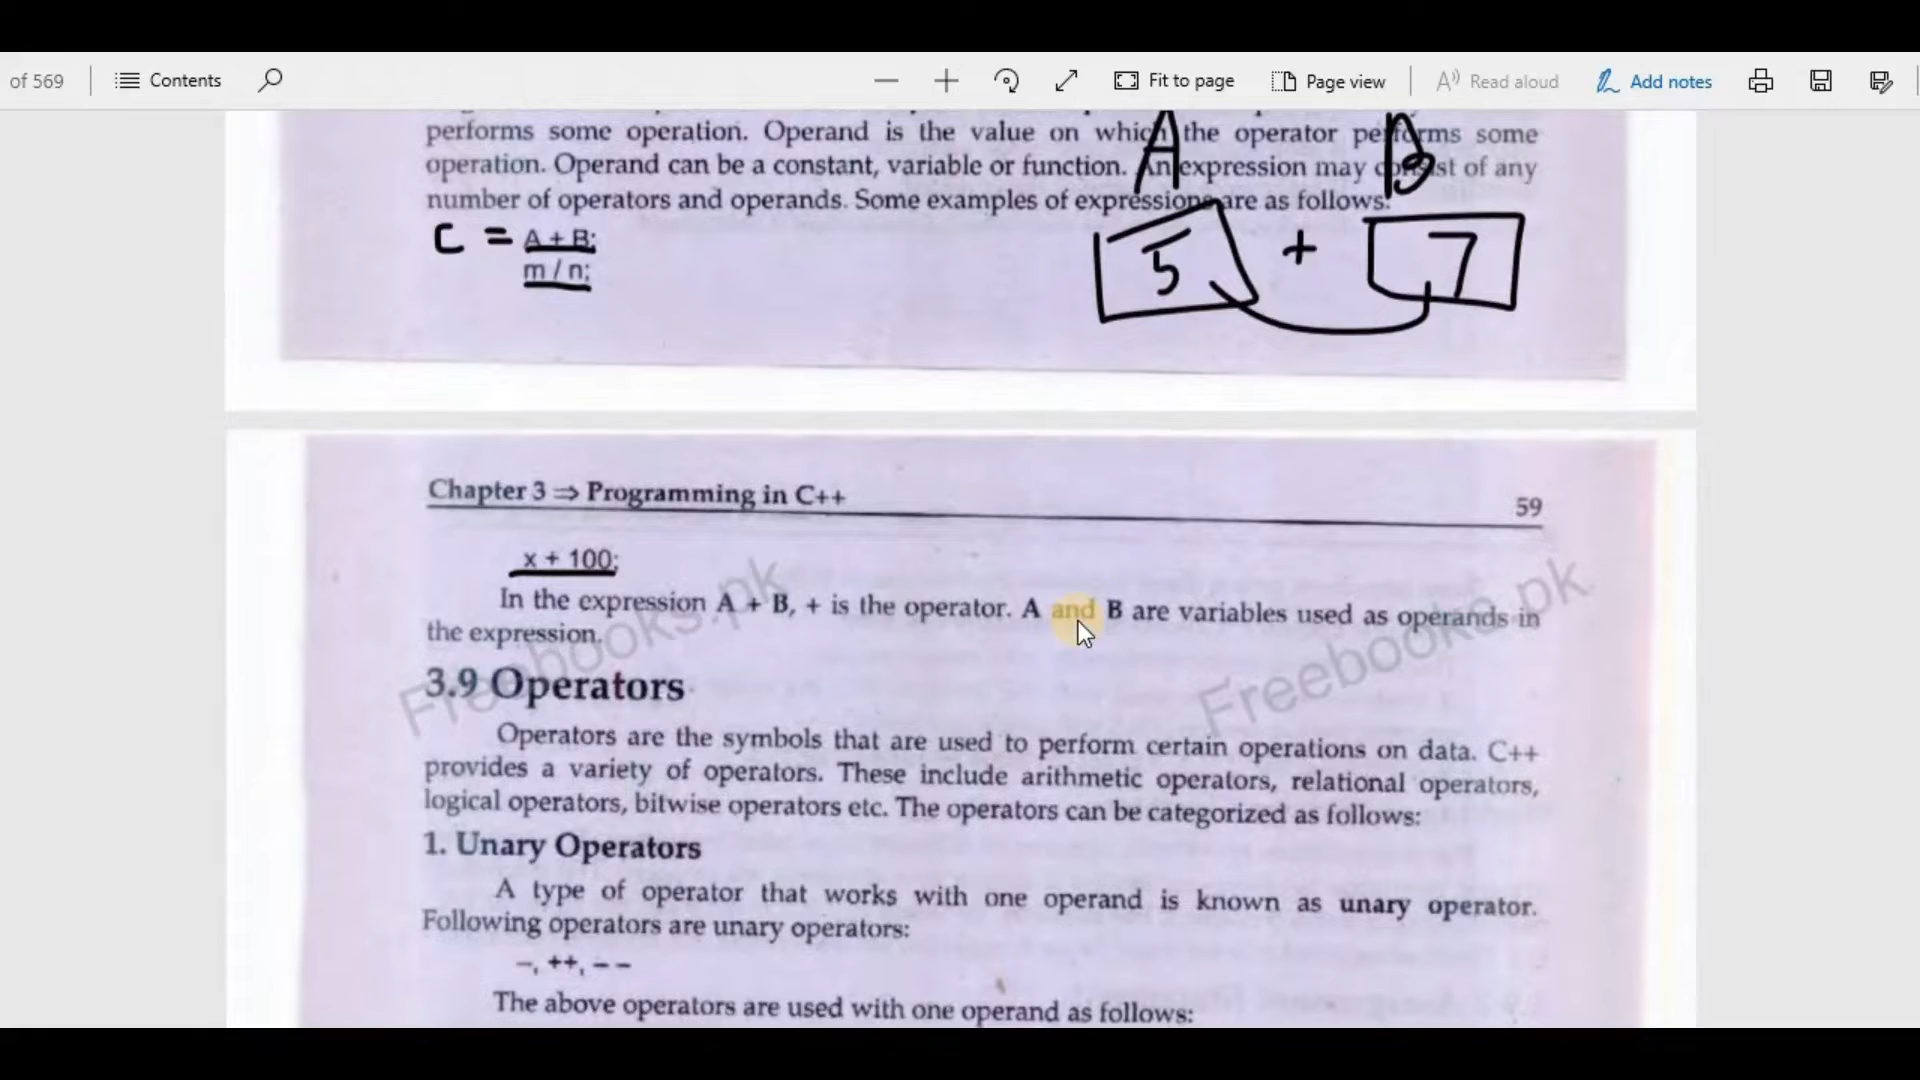 of 569 Contents Fit to page Page view Read aloud Add notes
performs some operation. Operand is the value on which the operator performs some
operation. Operand can be a constant, variable or function. An expression may consist of any
number of operators and operands. Some examples of expressions are as follows:
A B
C = A + B;
5 + 7
m / n;
Chapter 3 ⇒ Programming in C++ 59
x + 100;
In the expression A + B, + is the operator. A and B are variables used as operands in
the expression.
Freebooks.pk Freebooks.pk
3.9 Operators
Operators are the symbols that are used to perform certain operations on data. C++
provides a variety of operators. These include arithmetic operators, relational operators,
logical operators, bitwise operators etc. The operators can be categorized as follows:
1. Unary Operators
A type of operator that works with one operand is known as unary operator.
Following operators are unary operators:
–, ++, – –
The above operators are used with one operand as follows: